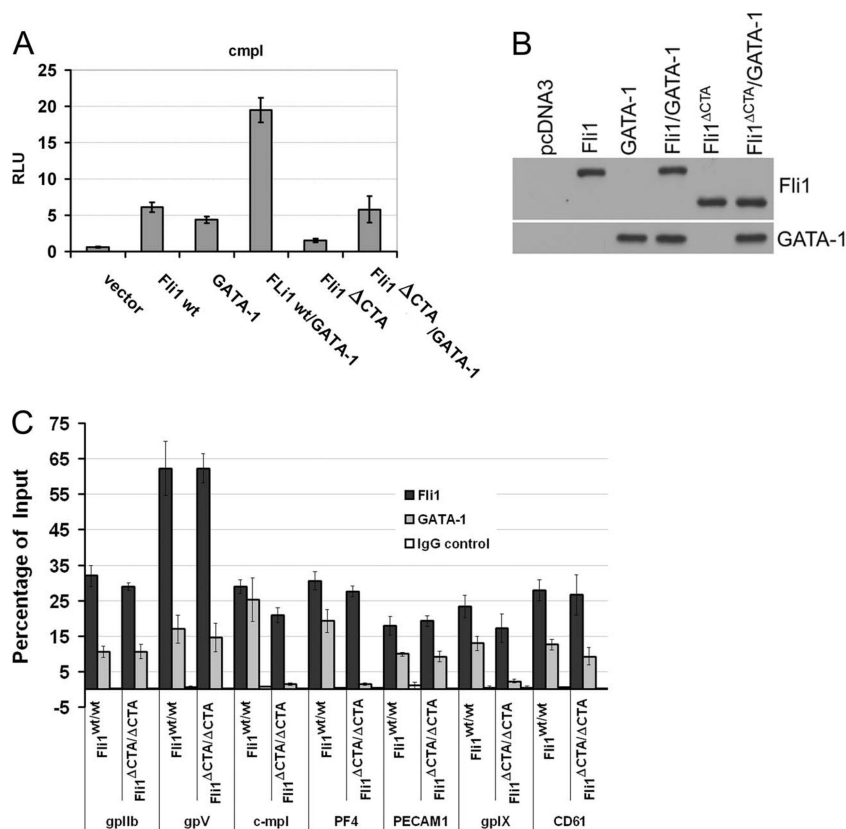 A
cmpl
RLU
25
20
15
10
5
0
vector
Fli1 wt
GATA-1
FLi1 wt/GATA-1
Fli1 ΔCTA
Fli1 ΔCTA /GATA-1
B
pcDNA3
Fli1
GATA-1
Fli1/GATA-1
Fli1ΔCTA
Fli1ΔCTA/GATA-1
Fli1
GATA-1
C
Percentage of Input
75
65
55
45
35
25
15
5
-5
Fli1
GATA-1
IgG control
Fli1wt/wt
Fli1ΔCTA/ΔCTA
Fli1wt/wt
Fli1ΔCTA/ΔCTA
Fli1wt/wt
Fli1ΔCTA/ΔCTA
Fli1wt/wt
Fli1ΔCTA/ΔCTA
Fli1wt/wt
Fli1ΔCTA/ΔCTA
Fli1wt/wt
Fli1ΔCTA/ΔCTA
Fli1wt/wt
Fli1ΔCTA/ΔCTA
gpIIb
gpV
c-mpl
PF4
PECAM1
gpIX
CD61